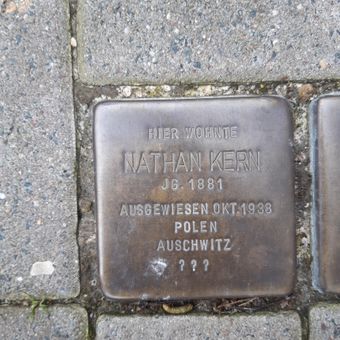 HIER WOHNTE
NATHAN KERN
JG. 1881
AUSGEWIESEN OKT. 1938
POLEN
AUSCHWITZ
???